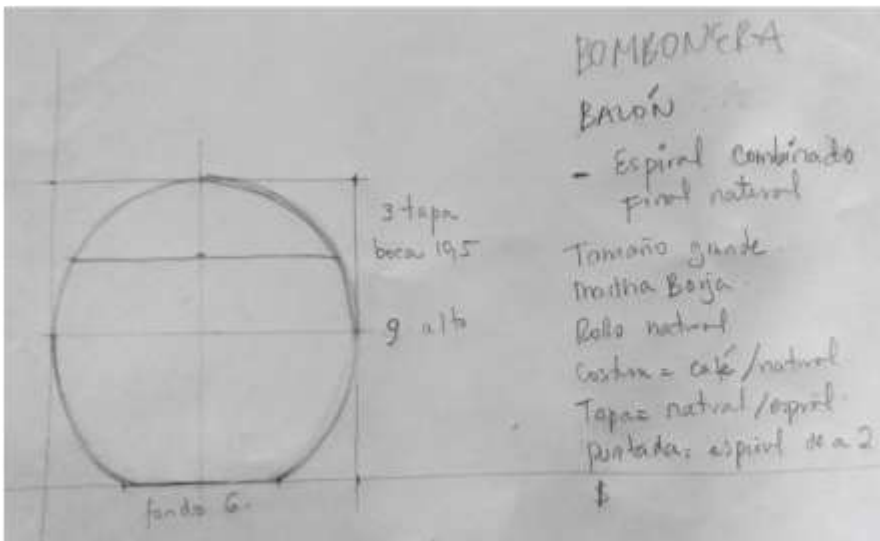 BOMBONERA
BALÓN
- Espiral combinado
Final natural
3 tapa
boca 10,5
Tamaño grande
Martha Borja
9 alto
Rollo natural
Costura = café/natural
Tapa = natural/espiral
puntada: espiral de a 2
fondo 6.
$